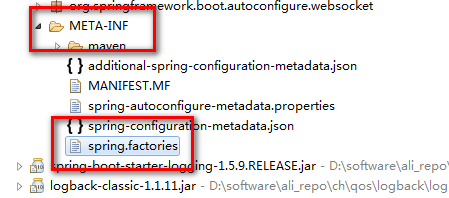 org.springframework.boot.autoconfigure.websocket
META-INF
maven
additional-spring-configuration-metadata.json
MANIFEST.MF
spring-autoconfigure-metadata.properties
spring-configuration-metadata.json
spring.factories
spring-boot-starter-logging-1.5.9.RELEASE.jar - D:\software\ali_repo
logback-classic-1.1.11.jar - D:\software\ali_repo\ch\qos\logback\log